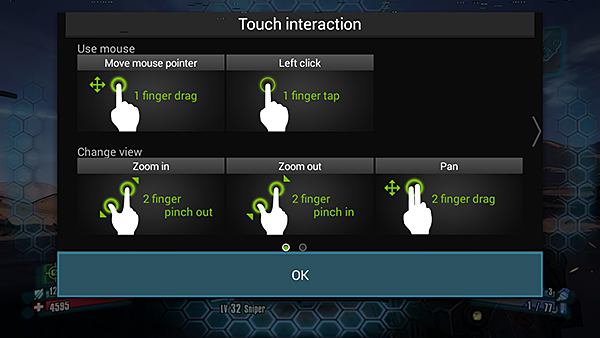 Touch interaction
Use mouse
Move mouse pointer
Left click
1 finger drag
1 finger tap
Change view
Zoom in
Zoom out
Pan
2 finger
pinch out
2 finger
pinch in
2 finger drag
OK
4595
LV 32 Sniper